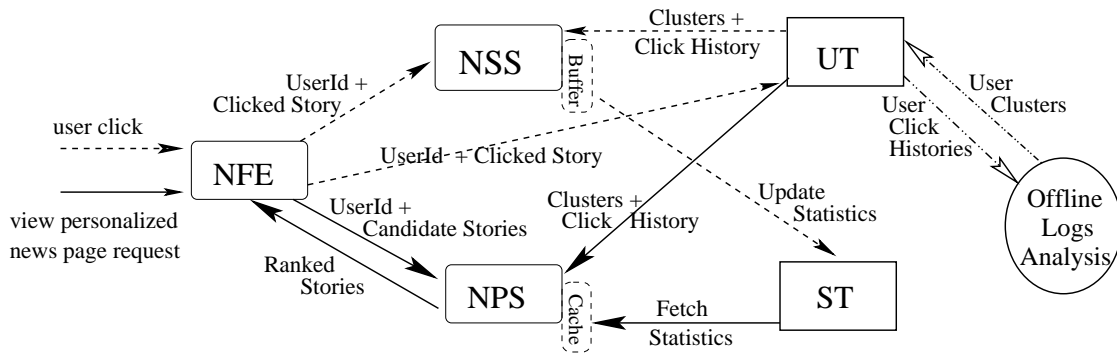 Clusters +
Click History
NSS
Buffer
UT
UserId +
Clicked Story
User
Clusters
User
Click
Histories
user click
NFE
UserId + Clicked Story
view personalized
news page request
UserId +
Candidate Stories
Clusters +
Click History
Update
Statistics
Offline
Logs
Analysis
Ranked
Stories
NPS
Cache
Fetch
Statistics
ST